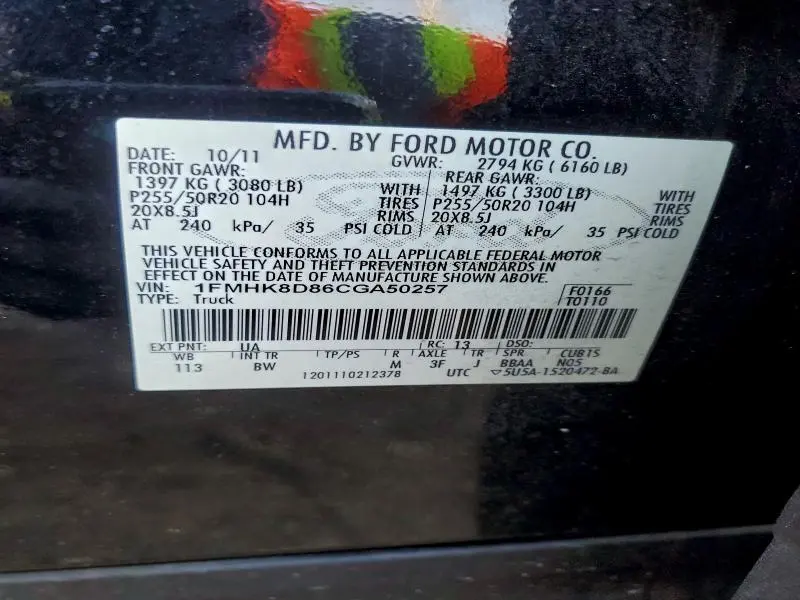 MFD. BY FORD MOTOR CO.
DATE: 10/11 GVWR: 2794 KG ( 6160 LB)
FRONT GAWR: REAR GAWR:
1397 KG ( 3080 LB) WITH 1497 KG ( 3300 LB) WITH
P255/50R20 104H TIRES P255/50R20 104H TIRES
20X8.5J RIMS 20X8.5J RIMS
AT 240 kPa/ 35 PSI COLD AT 240 kPa/ 35 PSI COLD
THIS VEHICLE CONFORMS TO ALL APPLICABLE FEDERAL MOTOR
VEHICLE SAFETY AND THEFT PREVENTION STANDARDS IN
EFFECT ON THE DATE OF MANUFACTURE SHOWN ABOVE.
VIN: 1FMHK8D86CGA50257 F0166
TYPE: Truck T0110
EXT PNT: UA RC: 13 DSO:
WB INT TR TP/PS R AXLE TR SPR CUBTS
113 BW M 3F J BBAA N05
1201110212378 UTC ▽5U5A-1520472-BA
Ford